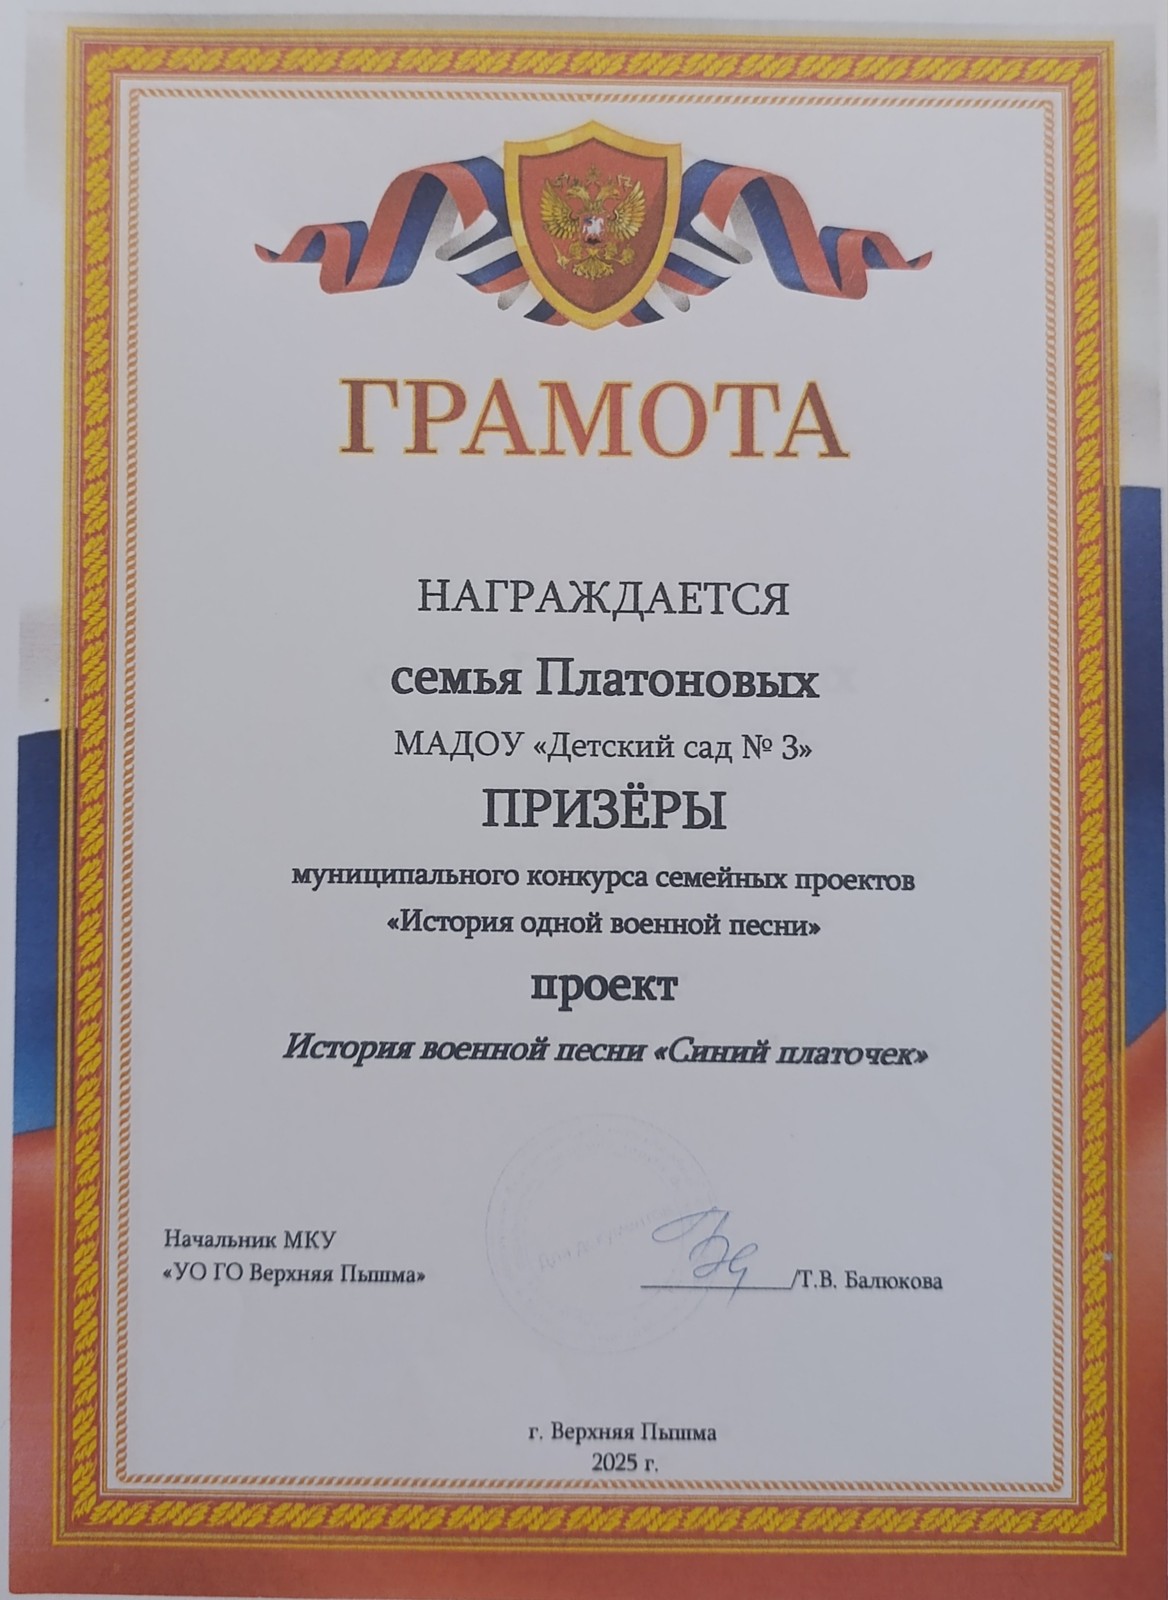 ГРАМОТА
НАГРАЖДАЕТСЯ
семья Платоновых
МАДОУ «Детский сад № 3»
ПРИЗЁРЫ
муниципального конкурса семейных проектов
«История одной военной песни»
проект
История военной песни «Синий платочек»
Начальник МКУ
«УО ГО Верхняя Пышма»
/Т.В. Балюкова
г. Верхняя Пышма
2025 г.